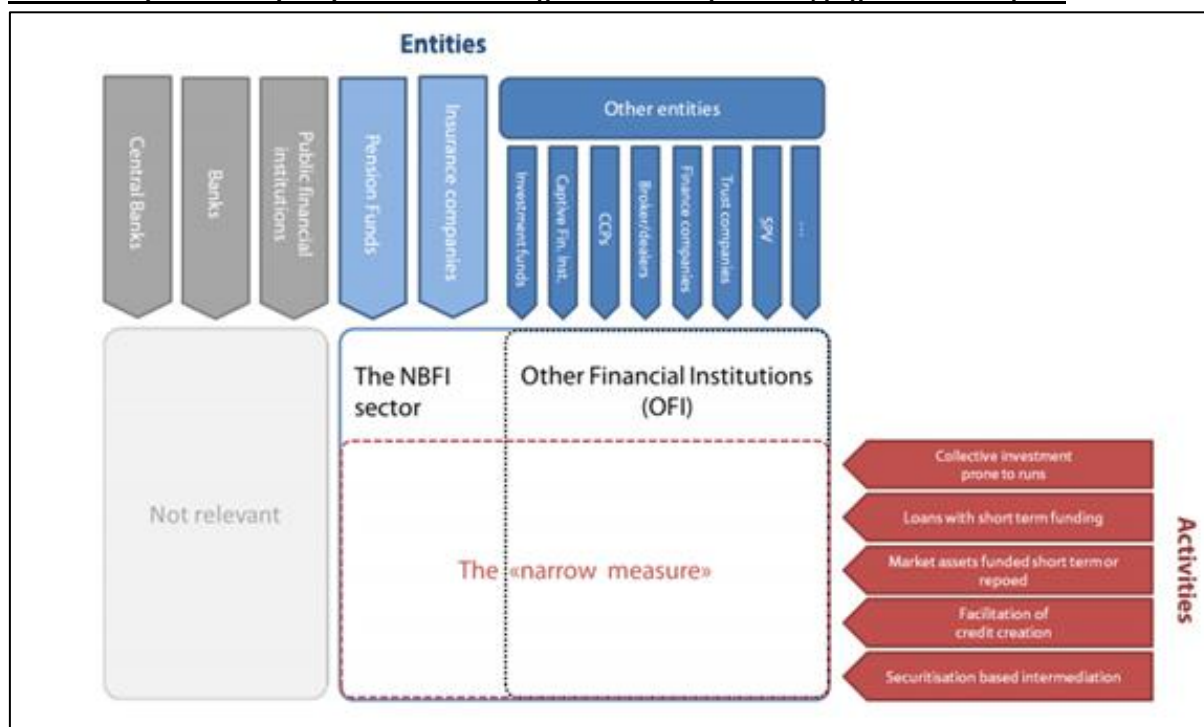 Entities
Central Banks
Banks
Public financial
institutions
Pension Funds
Insurance companies
Other entities
Investment funds
Captive Fin. Inst.
CCPs
Broker/dealers
Finance companies
Trust companies
SPV
...
The NBFI
sector
Other Financial Institutions
(OFI)
Not relevant
The «narrow measure»
Collective investment
prone to runs
Loans with short term funding
Market assets funded short term or
repoed
Facilitation of
credit creation
Securitisation based intermediation
Activities